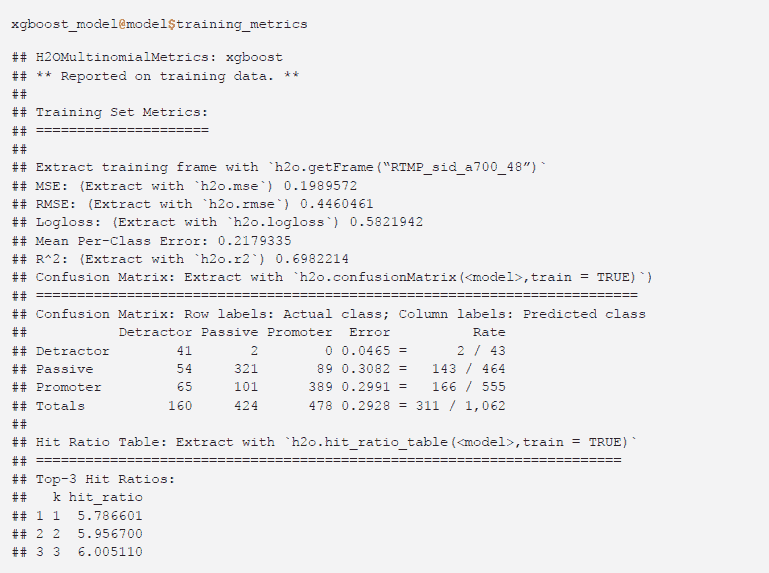 xgboost_model@model$training_metrics
## H2OMultinomialMetrics: xgboost
## ** Reported on training data. **
##
## Training Set Metrics:
## =====================
##
## Extract training frame with `h2o.getFrame("RTMP_sid_a700_48")`
## MSE: (Extract with `h2o.mse`) 0.1989572
## RMSE: (Extract with `h2o.rmse`) 0.4460461
## Logloss: (Extract with `h2o.logloss`) 0.5821942
## Mean Per-Class Error: 0.2179335
## R^2: (Extract with `h2o.r2`) 0.6982214
## Confusion Matrix: Extract with `h2o.confusionMatrix(<model>,train = TRUE)`)
## =========================================================================
## Confusion Matrix: Row labels: Actual class; Column labels: Predicted class
##            Detractor Passive Promoter  Error          Rate
## Detractor         41       2        0 0.0465 =      2 / 43
## Passive           54     321       89 0.3082 =   143 / 464
## Promoter          65     101      389 0.2991 =   166 / 555
## Totals           160     424      478 0.2928 = 311 / 1,062
##
## Hit Ratio Table: Extract with `h2o.hit_ratio_table(<model>,train = TRUE)`
## =======================================================================
## Top-3 Hit Ratios:
##   k hit_ratio
## 1 1  5.786601
## 2 2  5.956700
## 3 3  6.005110